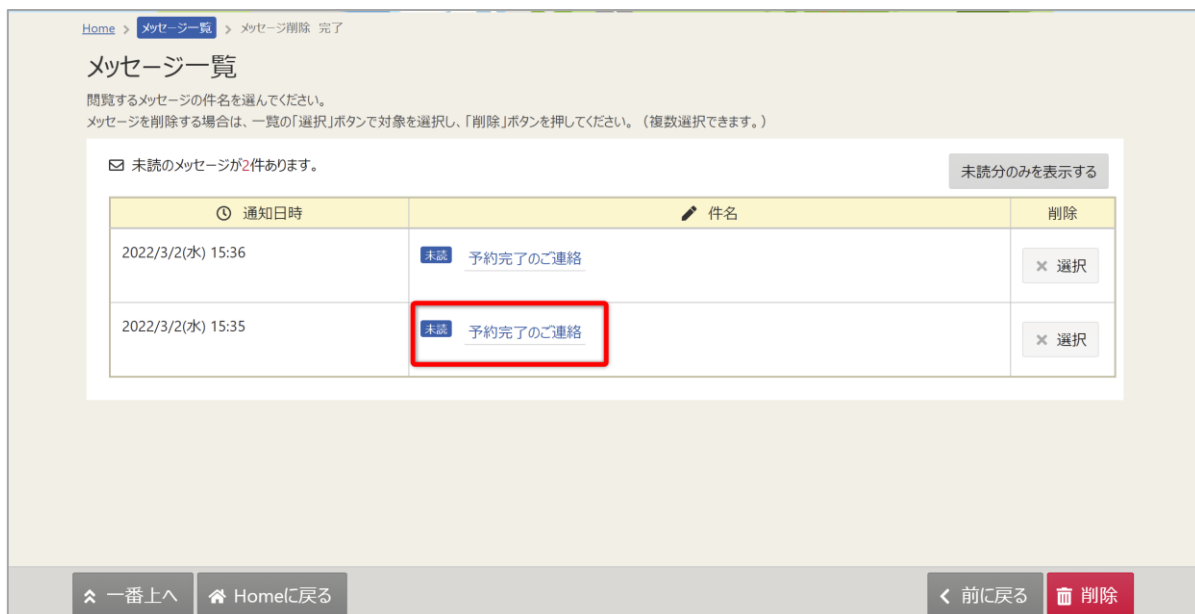 Home > メッセージ一覧 > メッセージ削除 完了
メッセージ一覧
閲覧するメッセージの件名を選んでください。
メッセージを削除する場合は、一覧の「選択」ボタンで対象を選択し、「削除」ボタンを押してください。（複数選択できます。）
未読のメッセージが2件あります。 未読分のみを表示する
通知日時 件名 削除
2022/3/2(水) 15:36 未読 予約完了のご連絡 × 選択
2022/3/2(水) 15:35 未読 予約完了のご連絡 × 選択
一番上へ Homeに戻る 前に戻る 削除